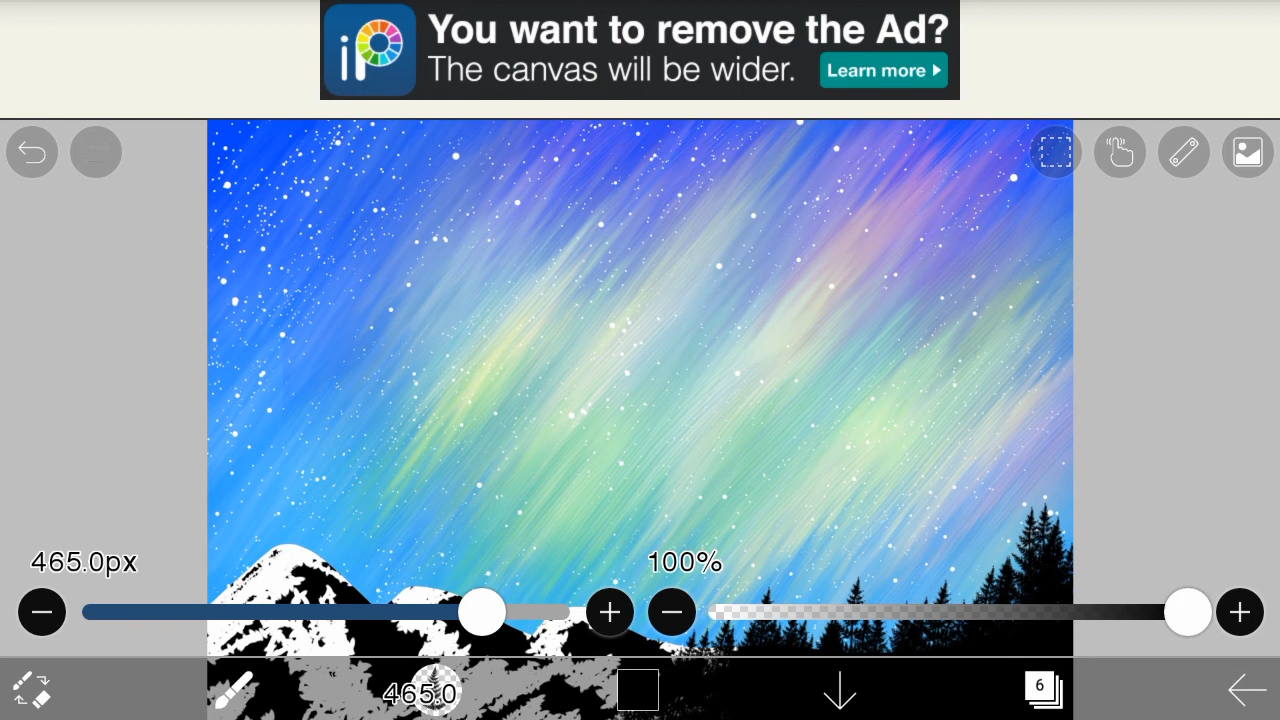 iP
You want to remove the Ad?
The canvas will be wider.
Learn more
465.0px
100%
465.0
6